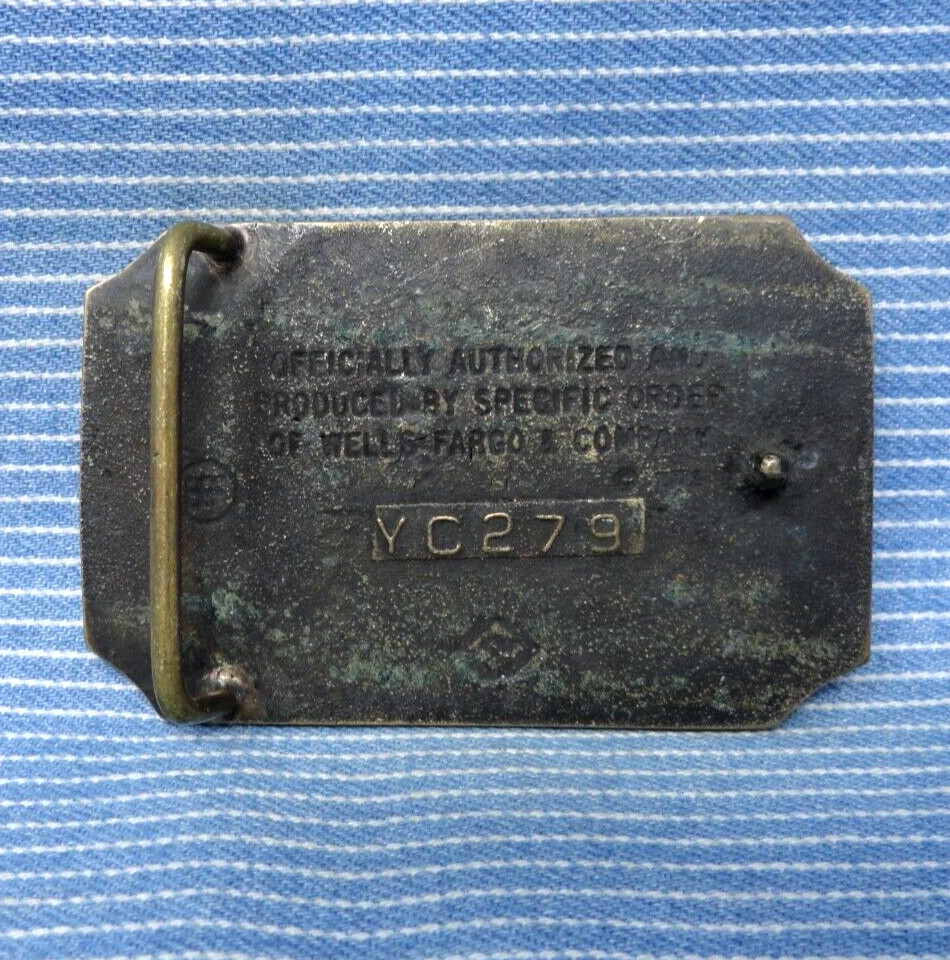 OFFICIALLY AUTHORIZED AND
PRODUCED BY SPECIFIC ORDER
OF WELLS FARGO & COMPANY
YC279